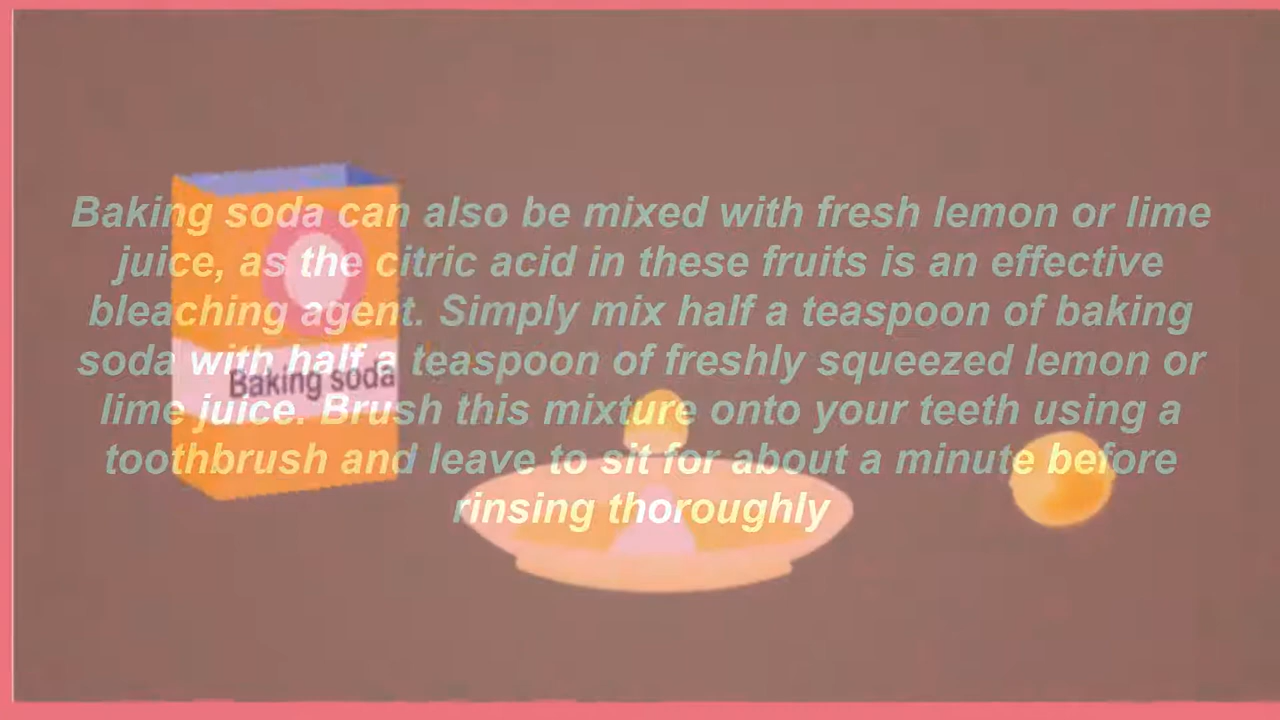 Baking soda can also be mixed with fresh lemon or lime
juice, as the citric acid in these fruits is an effective
bleaching agent. Simply mix half a teaspoon of baking
soda with half a teaspoon of freshly squeezed lemon or
lime juice. Brush this mixture onto your teeth using a
toothbrush and leave to sit for about a minute before
rinsing thoroughly
Baking soda